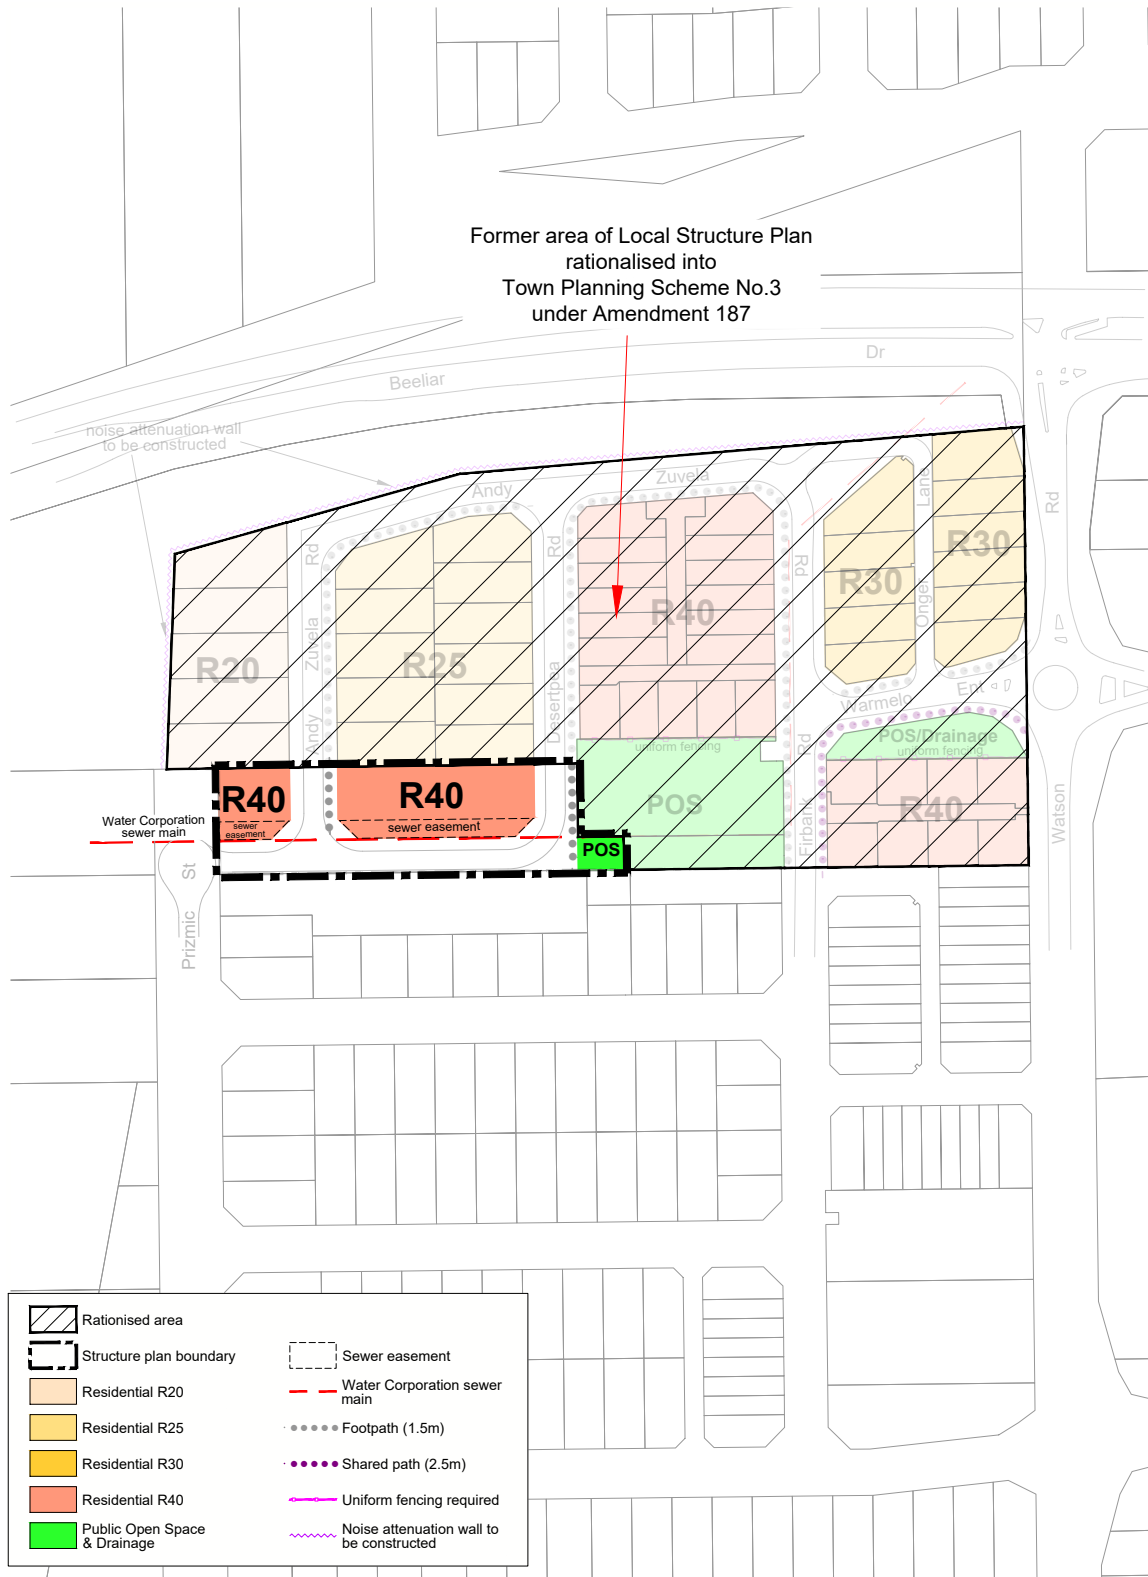 Former area of Local Structure Plan
rationalised into
Town Planning Scheme No.3
under Amendment 187
Dr
Beeliar
noise attenuation wall
to be constructed
Zuvela
Andy
Lane
Rd
Rd
Rd
Rd
R30
R30
R40
Onger
Zuvela
R20
R25
Desertpea
Ent
Warmelo
Andy
Rd
POS/Drainage
uniform fencing
uniform fencing
R40
R40
POS
R40
Water Corporation
sewer main
sewer
easement
sewer easement
Firbank
Watson
POS
St
Prizmic
Rationised area
Structure plan boundary
Residential R20
Residential R25
Residential R30
Residential R40
Public Open Space
& Drainage
Sewer easement
Water Corporation sewer
main
Footpath (1.5m)
Shared path (2.5m)
Uniform fencing required
Noise attenuation wall to
be constructed